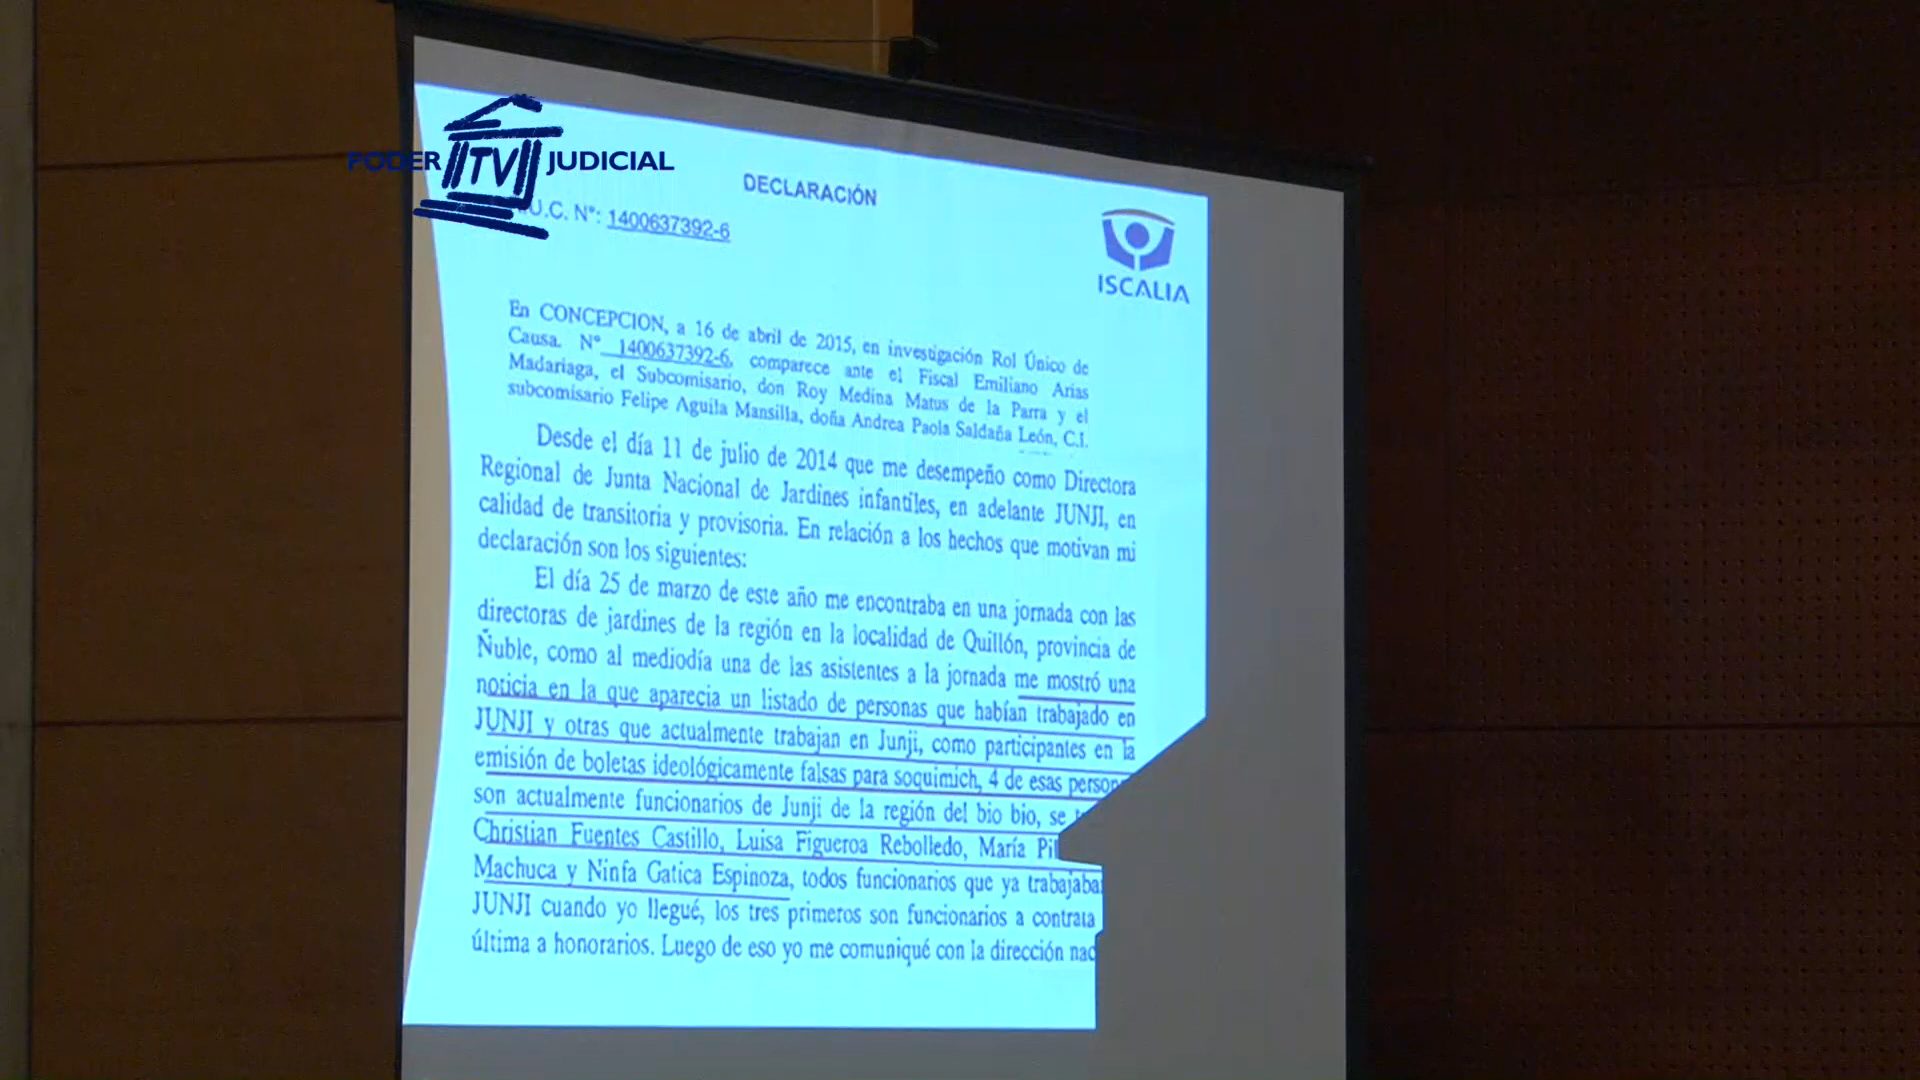 PODER TV JUDICIAL
DECLARACIÓN
U.C. N°: 1400637392-6
ISCALIA
En CONCEPCION, a 16 de abril de 2015, en investigación Rol Único de
Causa. N° 1400637392-6, comparece ante el Fiscal Emiliano Arias
Madariaga, el Subcomisario, don Roy Medina Matus de la Parra y el
subcomisario Felipe Aguila Mansilla, doña Andrea Paola Saldaña León, C.I.
Desde el día 11 de julio de 2014 que me desempeño como Directora
Regional de Junta Nacional de Jardines infantiles, en adelante JUNJI, en
calidad de transitoria y provisoria. En relación a los hechos que motivan mi
declaración son los siguientes:
El día 25 de marzo de este año me encontraba en una jornada con las
directoras de jardines de la región en la localidad de Quillón, provincia de
Ñuble, como al mediodía una de las asistentes a la jornada me mostró una
noticia en la que aparecia un listado de personas que habían trabajado en
JUNJI y otras que actualmente trabajan en Junji, como participantes en la
emisión de boletas ideológicamente falsas para soquimich, 4 de esas person
son actualmente funcionarios de Junji de la región del bio bio, se
Christian Fuentes Castillo, Luisa Figueroa Rebolledo, María Pil
Machuca y Ninfa Gatica Espinoza, todos funcionarios que ya trabajaba
JUNJI cuando yo llegué, los tres primeros son funcionarios a contrata
última a honorarios. Luego de eso yo me comuniqué con la dirección nac